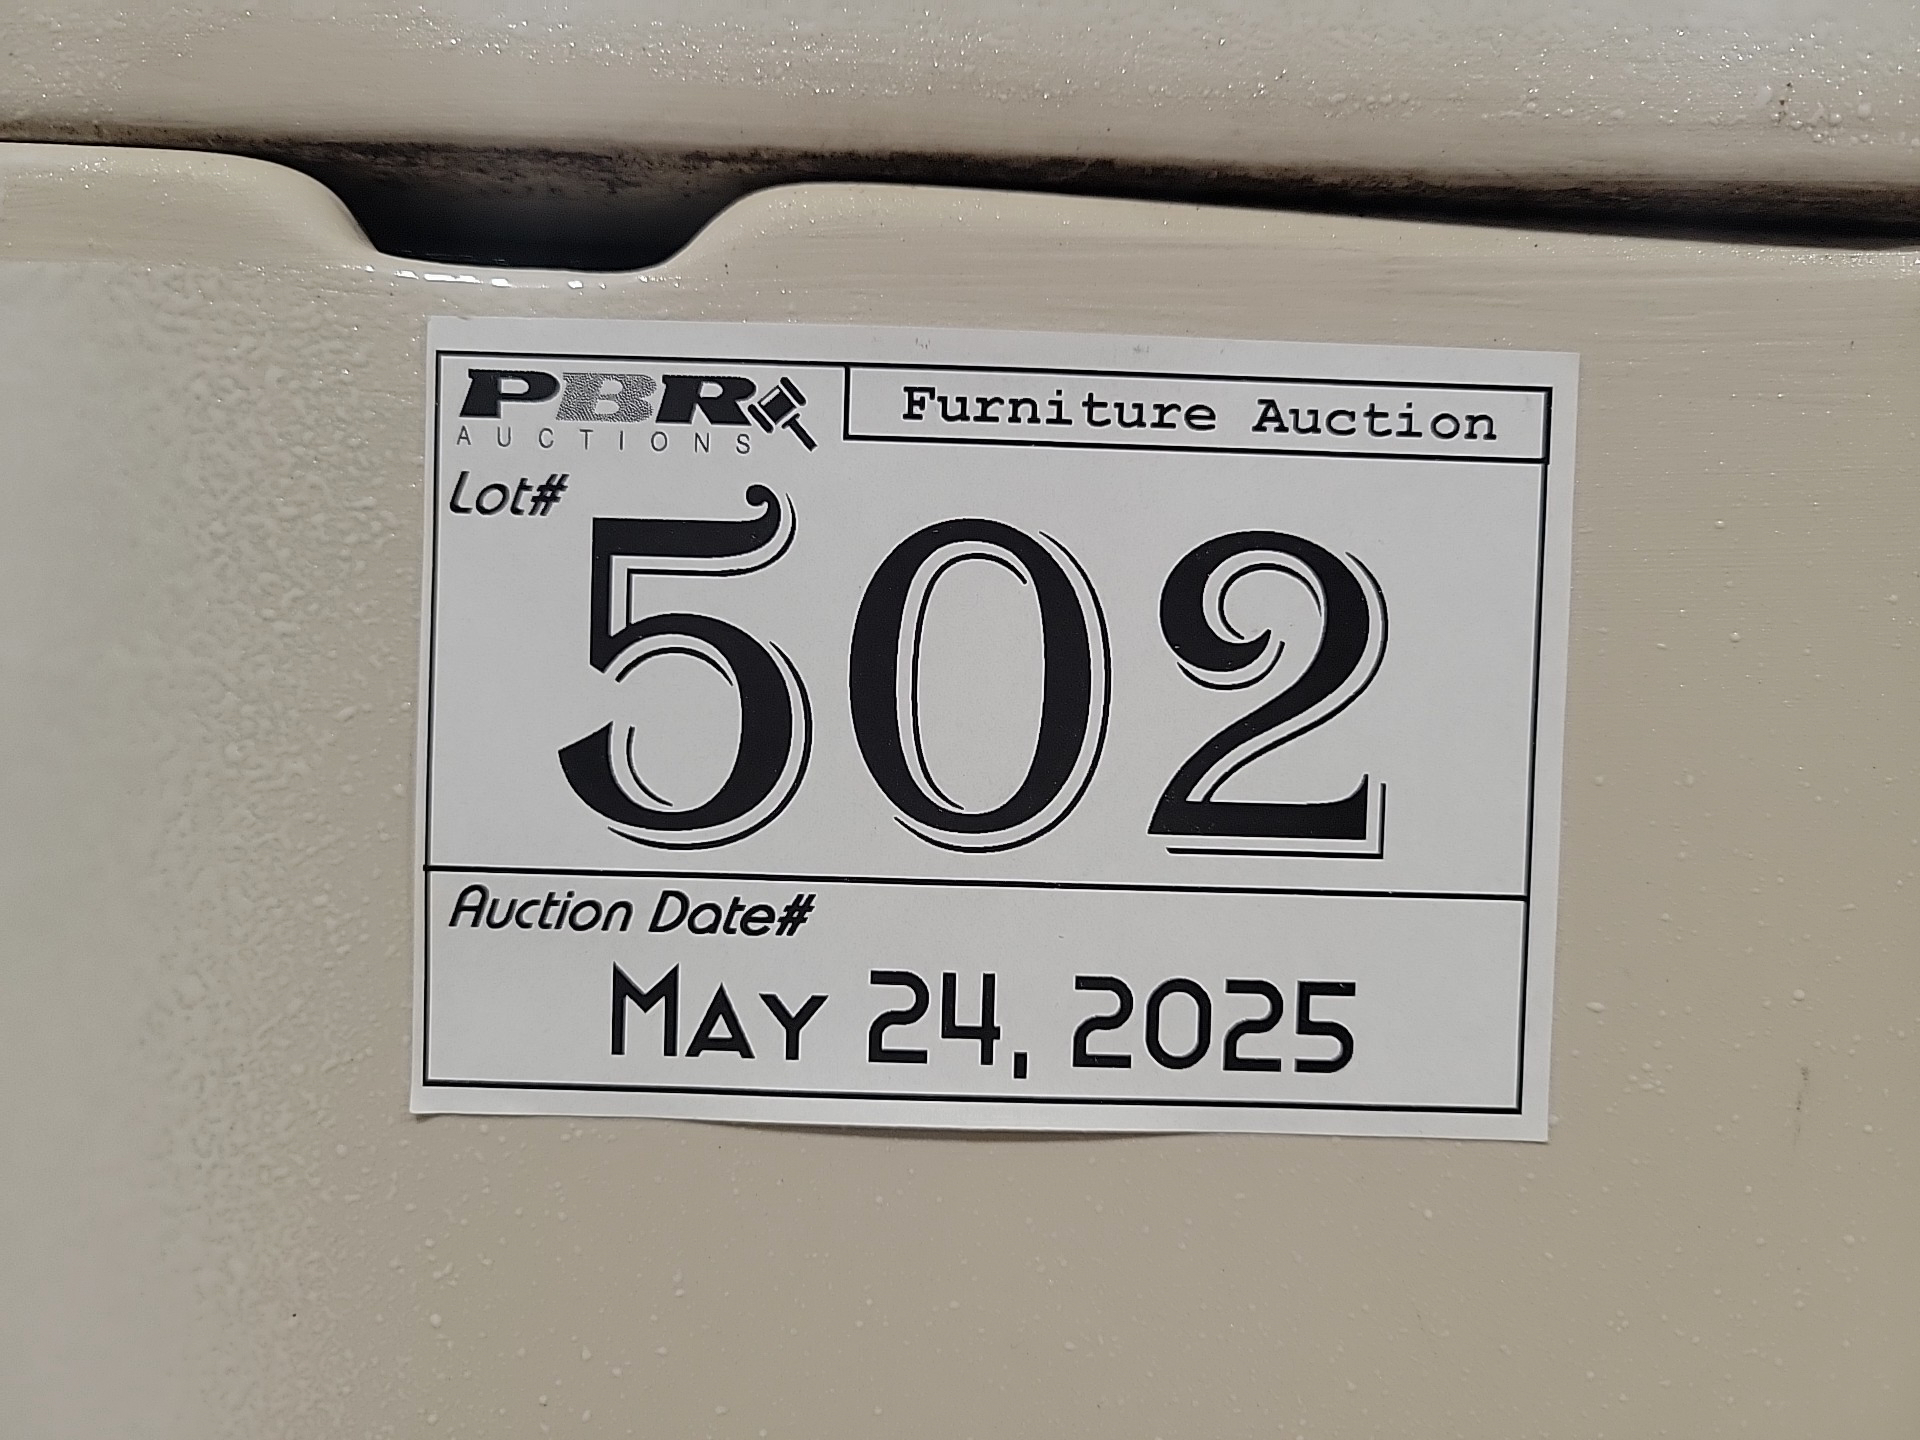 PBR
AUCTIONS
Furniture Auction
Lot#
502
Auction Date#
May 24, 2025